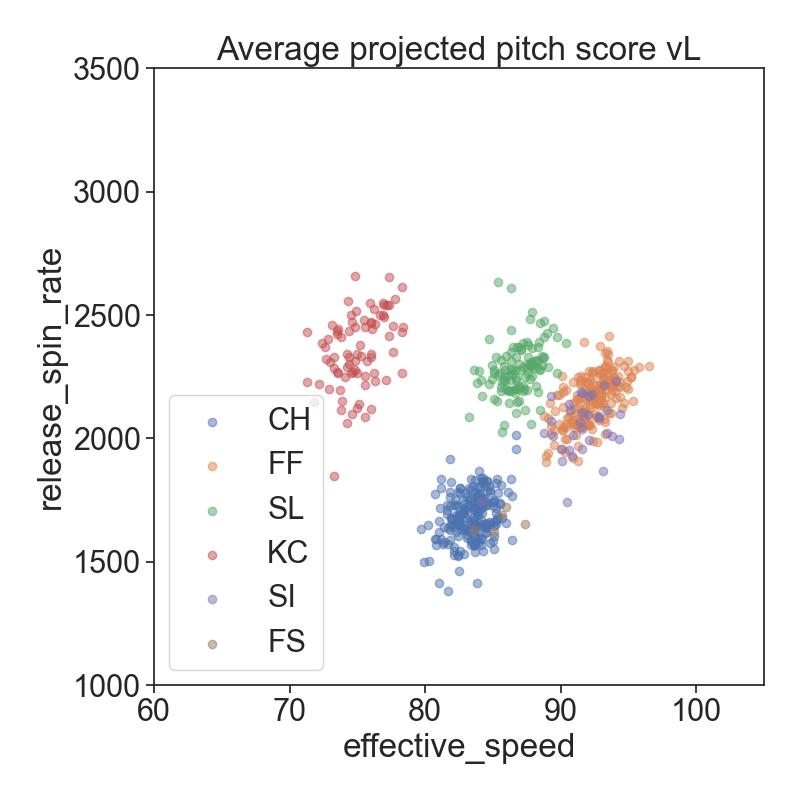 Average projected pitch score vL
3500
3000
2500
2000
1500
1000
release_spin_rate
CH
FF
SL
KC
SI
FS
60
70
80
90
100
effective_speed